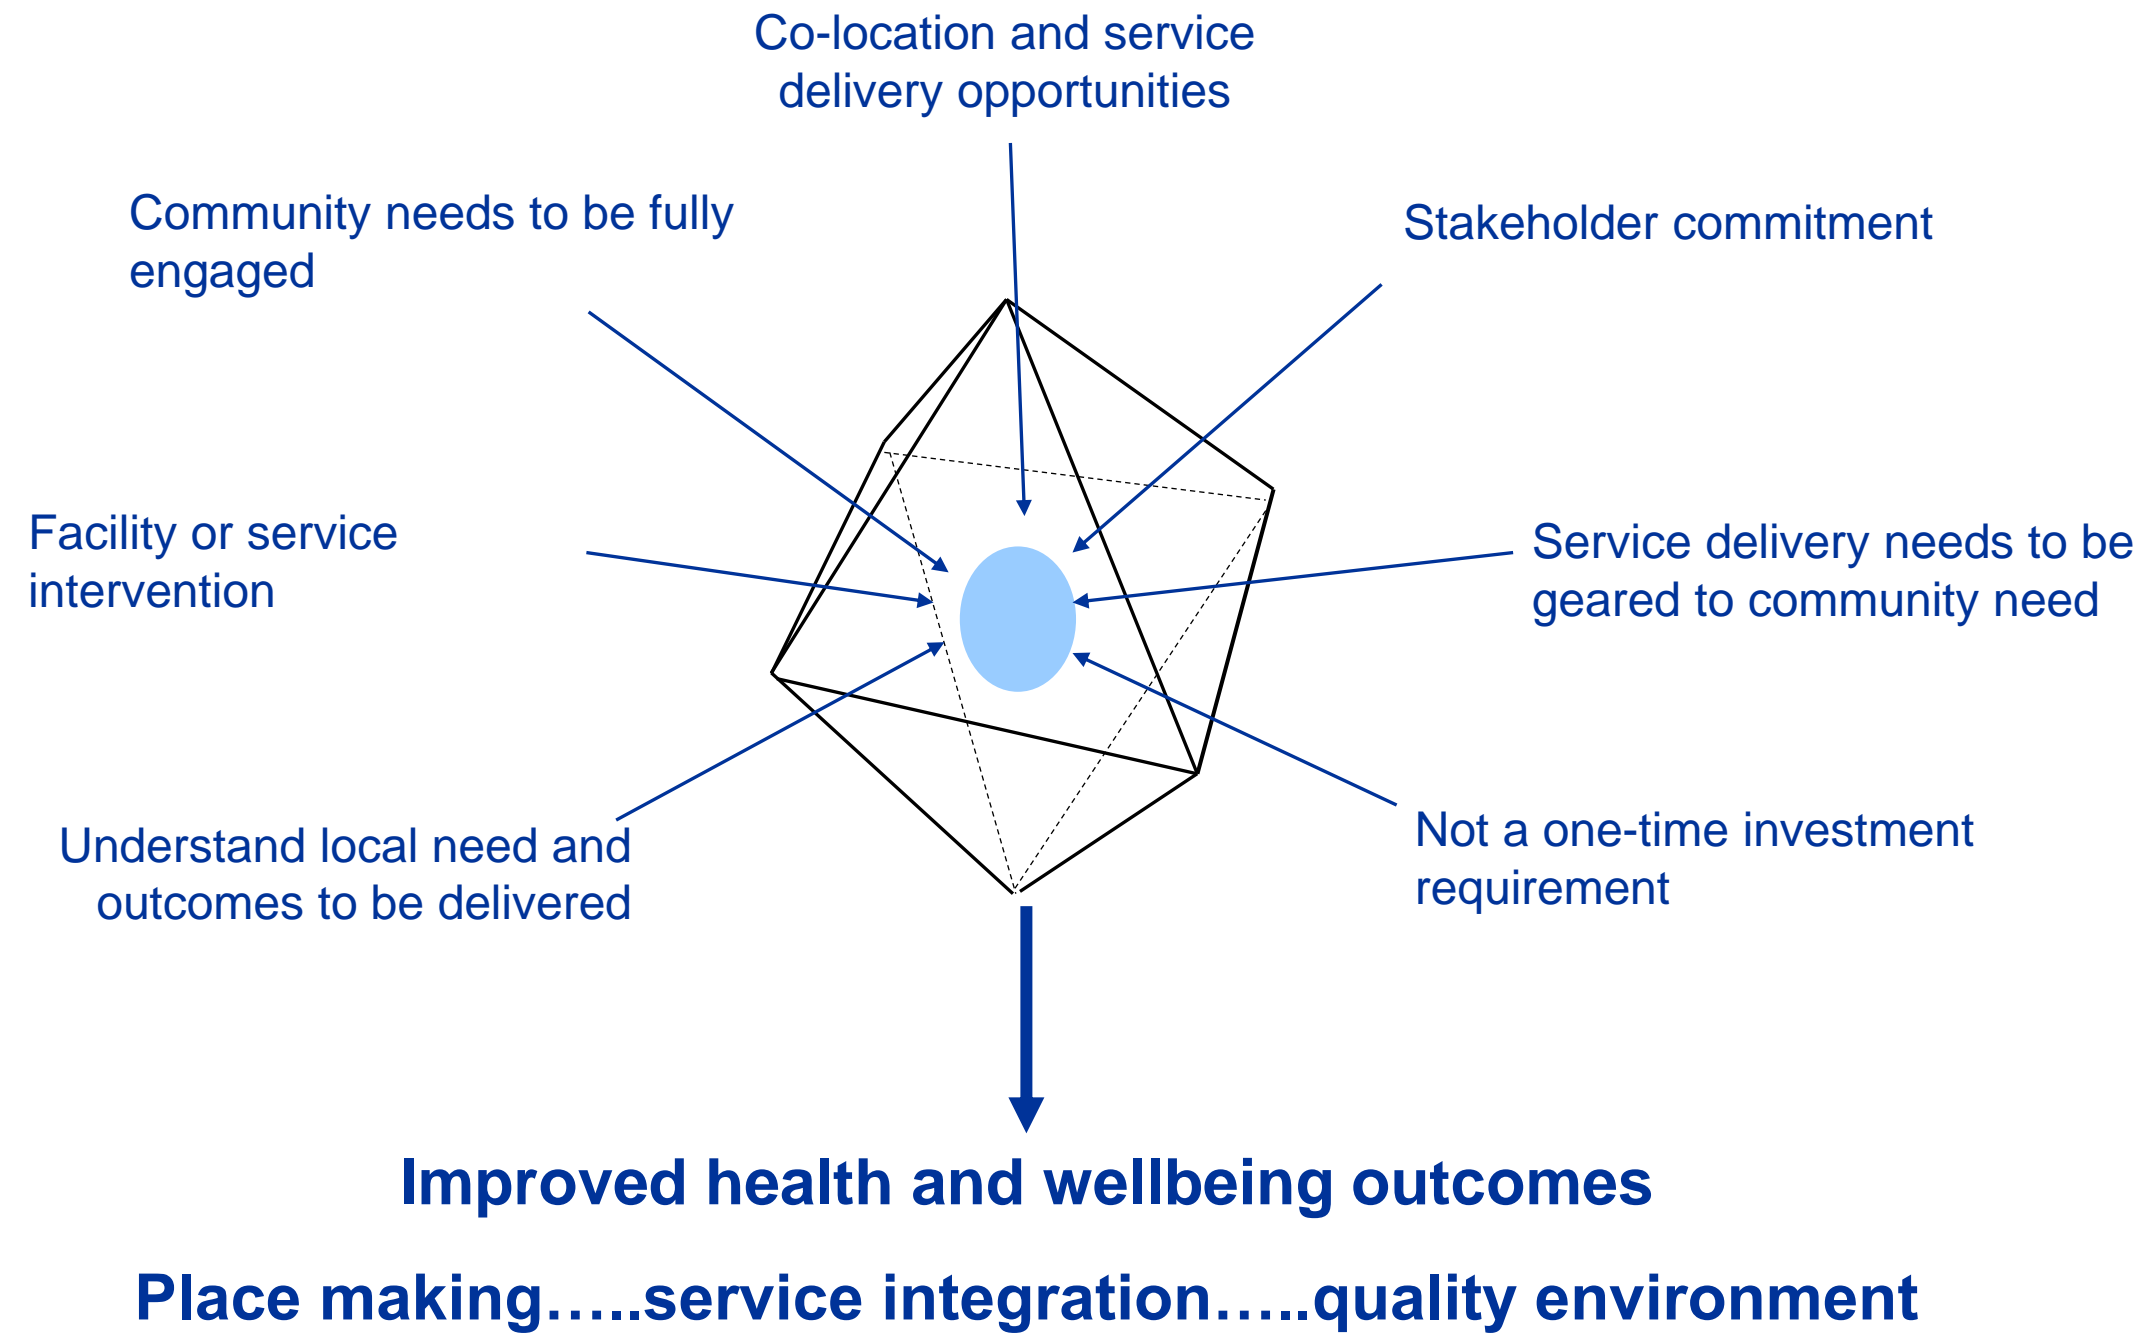 Co-location and service
delivery opportunities
Community needs to be fully
engaged
Stakeholder commitment
Facility or service
intervention
Service delivery needs to be
geared to community need
Understand local need and
outcomes to be delivered
Not a one-time investment
requirement
Improved health and wellbeing outcomes
Place making…..service integration…..quality environment